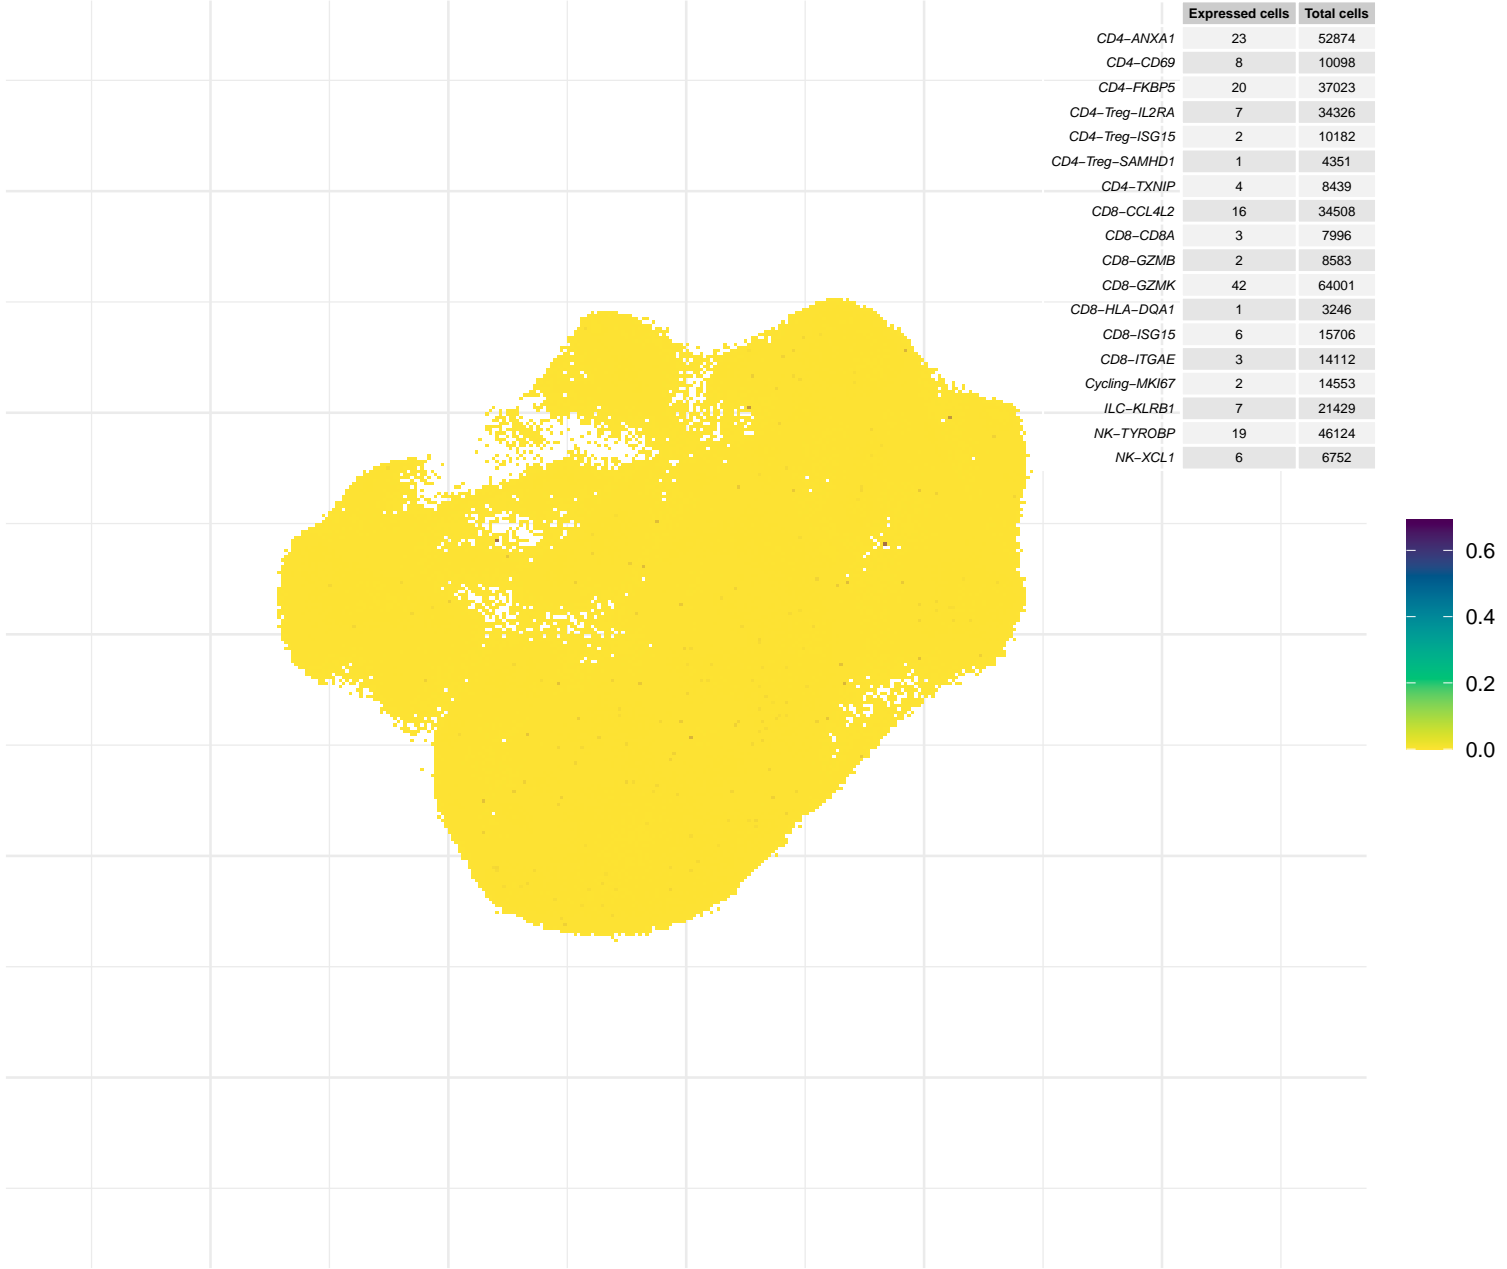 Expressed cells Total cells
CD4−ANXA1 23 52874
CD4−CD69 8 10098
CD4−FKBP5 20 37023
CD4−Treg−IL2RA 7 34326
CD4−Treg−ISG15 2 10182
CD4−Treg−SAMHD1 1 4351
CD4−TXNIP 4 8439
CD8−CCL4L2 16 34508
CD8−CD8A 3 7996
CD8−GZMB 2 8583
CD8−GZMK 42 64001
CD8−HLA−DQA1 1 3246
CD8−ISG15 6 15706
CD8−ITGAE 3 14112
Cycling−MKI67 2 14553
ILC−KLRB1 7 21429
NK−TYROBP 19 46124
NK−XCL1 6 6752
0.6
0.4
0.2
0.0